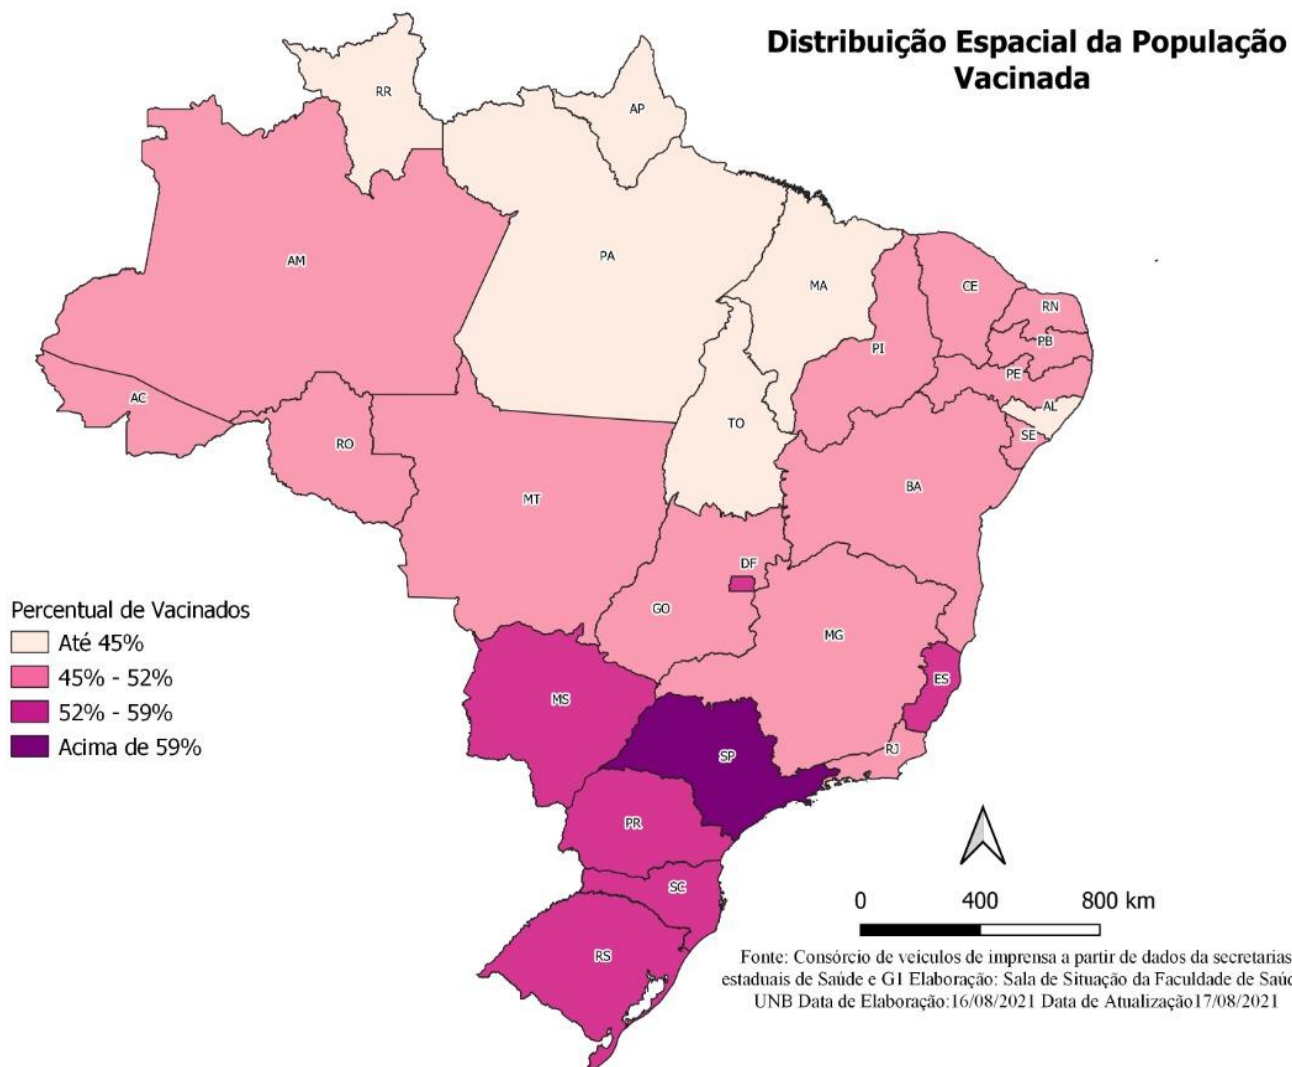 Distribuição Espacial da População
Vacinada
RR
AP
AM
PA
MA
CE
RN
PI
PB
PE
AC
AL
TO
SE
RO
BA
MT
DF
GO
MG
ES
MS
RJ
SP
PR
SC
RS
Percentual de Vacinados
Até 45%
45% - 52%
52% - 59%
Acima de 59%
0 400 800 km
Fonte: Consórcio de veículos de imprensa a partir de dados da secretarias
estaduais de Saúde e G1 Elaboração: Sala de Situação da Faculdade de Saúd
UNB Data de Elaboração:16/08/2021 Data de Atualização17/08/2021